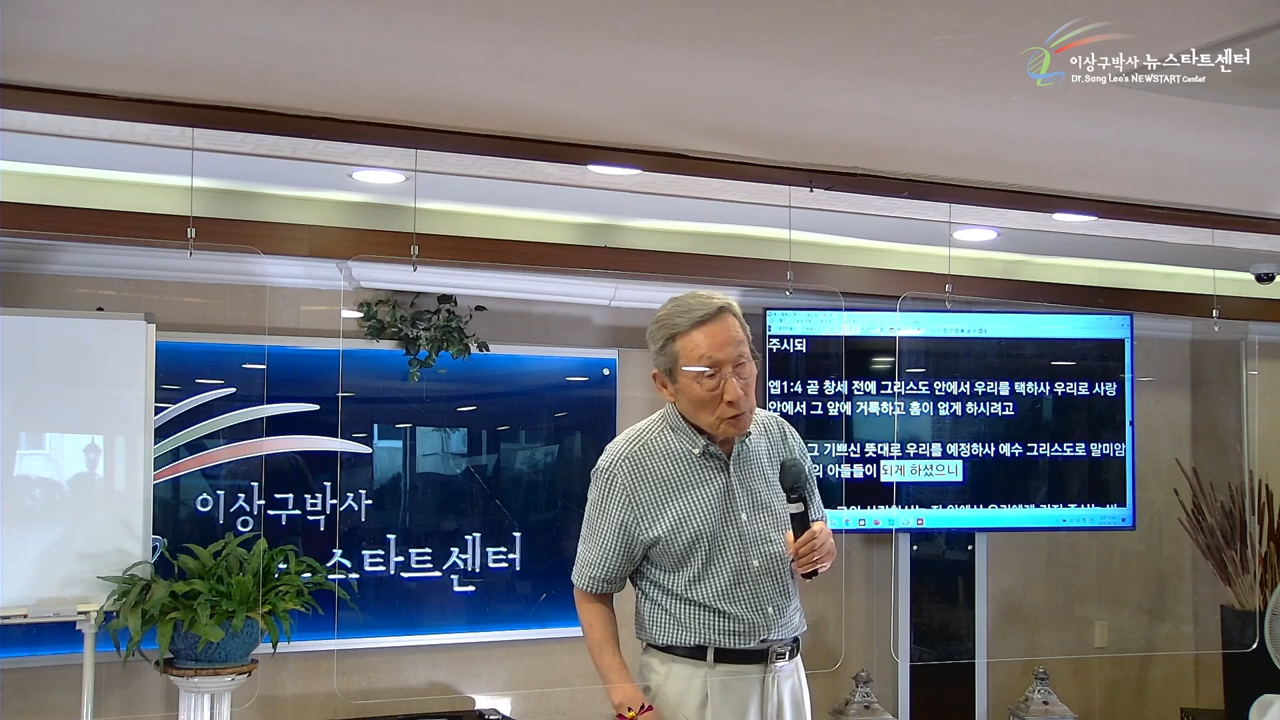 이상구박사 뉴스타트센터
Dr. Sang Lee's NEWSTART Center
주시되
엡1:4 곧 창세 전에 그리스도 안에서 우리를 택하사 우리로 사랑
안에서 그 앞에 거룩하고 흠이 없게 하시려고
그 기쁘신 뜻대로 우리를 예정하사 예수 그리스도로 말미암
의 아들들이 되게 하셨으니
이상구박사
스타트센터